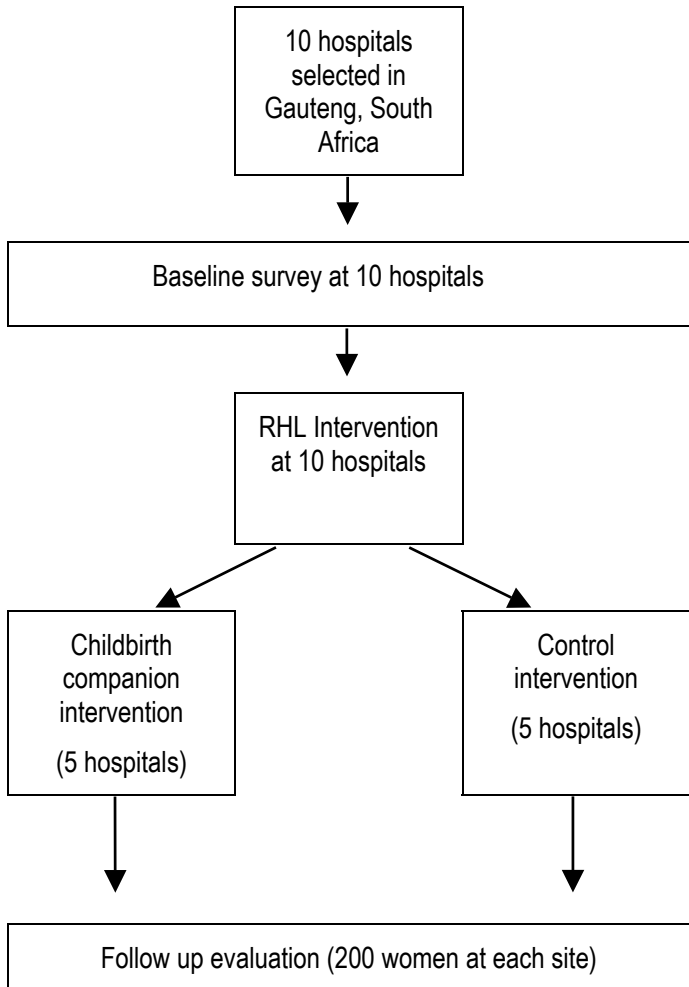 10 hospitals
selected in
Gauteng, South
Africa
Baseline survey at 10 hospitals
RHL Intervention
at 10 hospitals
Childbirth
companion
intervention
(5 hospitals)
Control
intervention
(5 hospitals)
Follow up evaluation (200 women at each site)